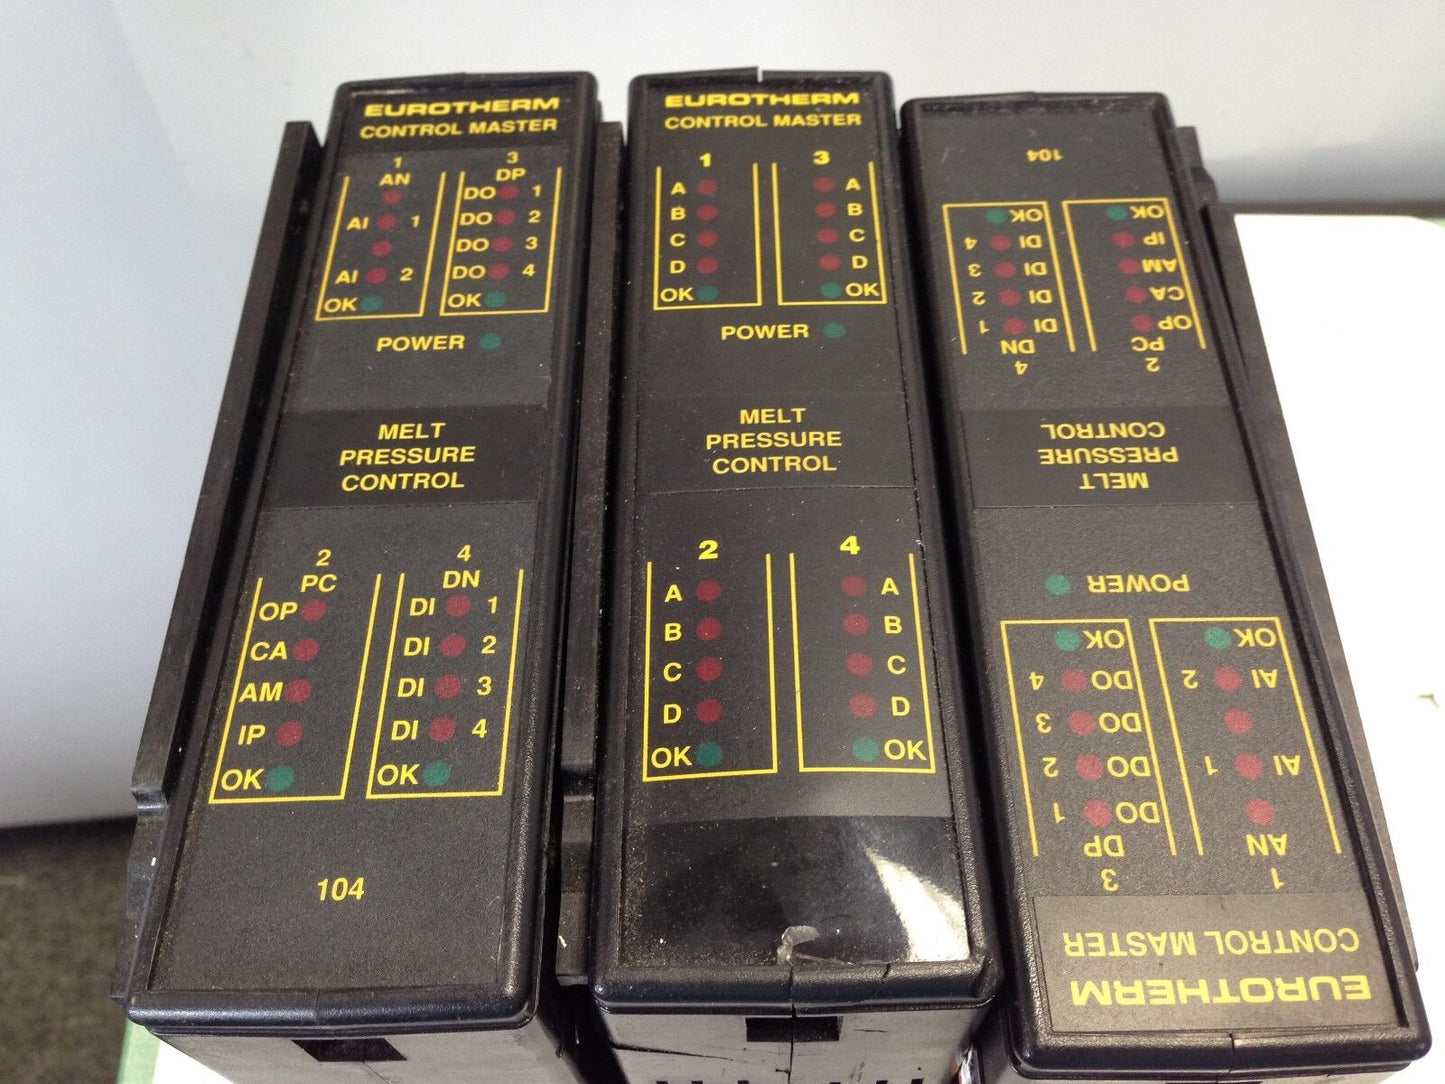 EUROTHERM
CONTROL MASTER
1 3
AN DP
DO 1
AI 1 DO 2
DO 3
AI 2 DO 4
OK OK
POWER
MELT
PRESSURE
CONTROL
2 4
PC DN
OP DI 1
CA DI 2
AM DI 3
IP DI 4
OK OK
104
EUROTHERM
CONTROL MASTER
1 3
A A
B B
C C
D D
OK OK
POWER
MELT
PRESSURE
CONTROL
2 4
A A
B B
C C
D D
OK OK
EUROTHERM
CONTROL MASTER
1 3
AN DP
DO 1
AI 1 DO 2
DO 3
AI 2 DO 4
OK OK
POWER
MELT
PRESSURE
CONTROL
2 4
PC DN
OP DI 1
CA DI 2
AM DI 3
IP DI 4
OK OK
104